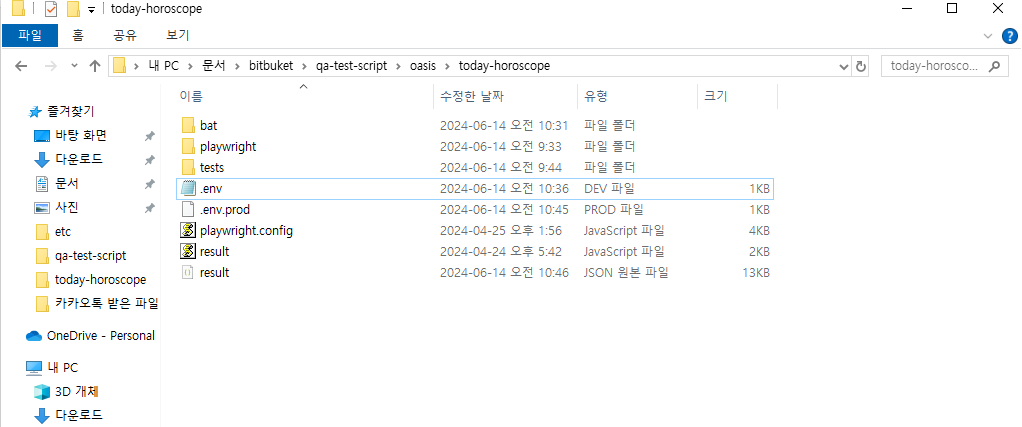 today-horoscope
파일 홈 공유 보기
내 PC > 문서 > bitbuket > qa-test-script > oasis > today-horoscope
today-horosco...
이름 수정한 날짜 유형 크기
즐겨찾기
바탕 화면
다운로드
문서
사진
etc
qa-test-script
today-horoscope
카카오톡 받은 파일
OneDrive - Personal
내 PC
3D 개체
다운로드
bat 2024-06-14 오전 10:31 파일 폴더
playwright 2024-06-14 오전 9:33 파일 폴더
tests 2024-06-14 오전 9:44 파일 폴더
.env 2024-06-14 오전 10:36 DEV 파일 1KB
.env.prod 2024-06-14 오전 10:45 PROD 파일 1KB
playwright.config 2024-04-25 오후 1:56 JavaScript 파일 4KB
result 2024-04-24 오후 5:42 JavaScript 파일 2KB
result 2024-06-14 오전 10:46 JSON 원본 파일 13KB